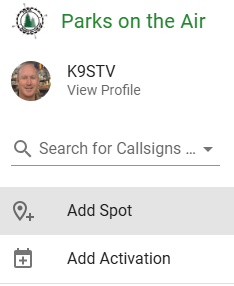 Parks on the Air
K9STV
View Profile
Search for Callsigns ...
Add Spot
Add Activation